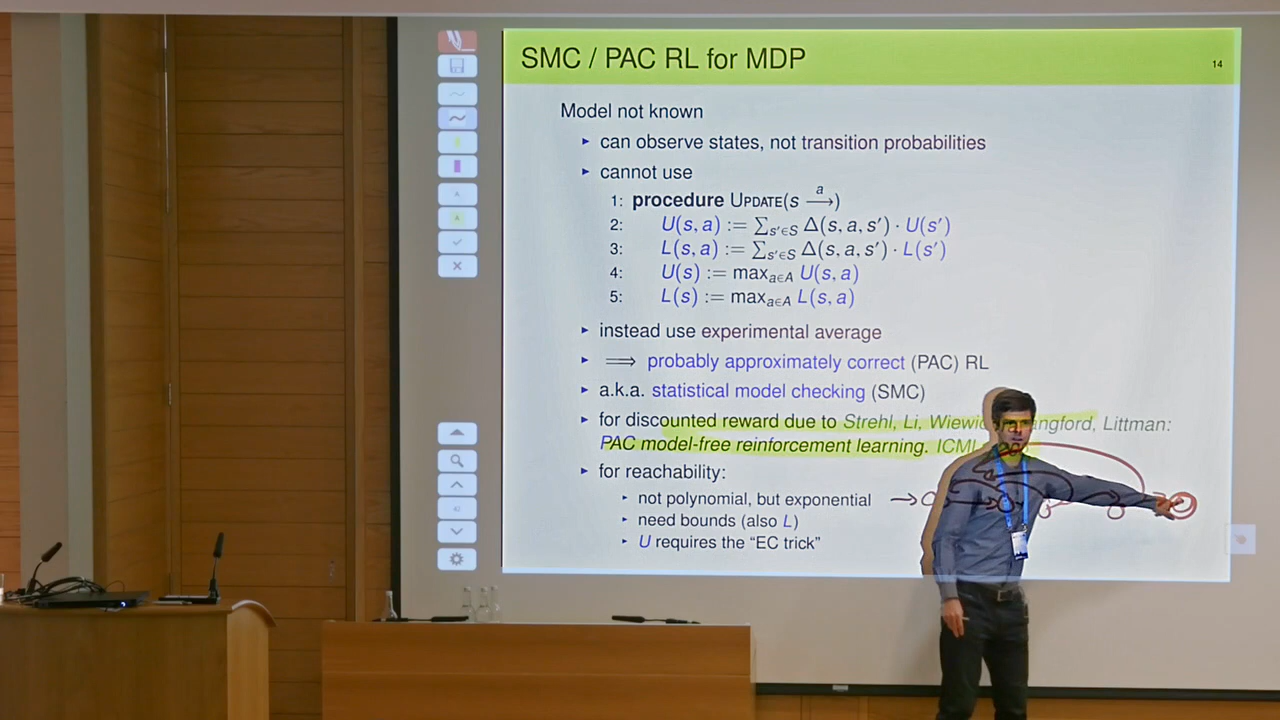 SMC / PAC RL for MDP
14
Model not known
▸ can observe states, not transition probabilities
▸ cannot use
1: procedure UPDATE(s —a→)
2: U(s, a) := ∑s′∈S Δ(s, a, s′) · U(s′)
3: L(s, a) := ∑s′∈S Δ(s, a, s′) · L(s′)
4: U(s) := maxa∈A U(s, a)
5: L(s) := maxa∈A L(s, a)
▸ instead use experimental average
▸ ⟹ probably approximately correct (PAC) RL
▸ a.k.a. statistical model checking (SMC)
▸ for discounted reward due to Strehl, Li, Littman:
PAC model-free reinforcement learning.
▸ for reachability:
▸ not polynomial, but exponential
▸ need bounds (also L)
▸ U requires the “EC trick”